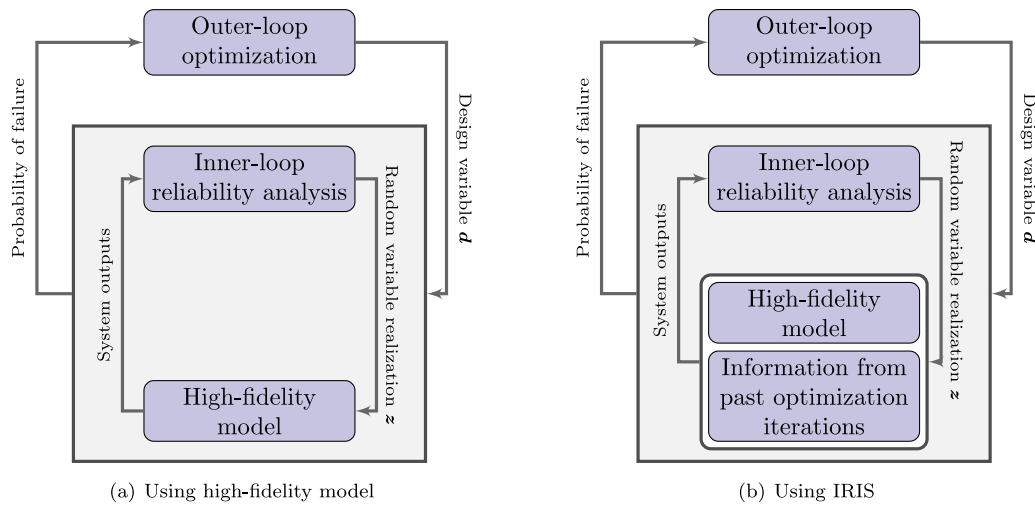 Outer-loop
optimization
Probability of failure
Design variable d
Inner-loop
reliability analysis
System outputs
Random variable realization z
High-fidelity
model
(a) Using high-fidelity model
Outer-loop
optimization
Probability of failure
Design variable d
Inner-loop
reliability analysis
System outputs
Random variable realization z
High-fidelity
model
Information from
past optimization
iterations
(b) Using IRIS